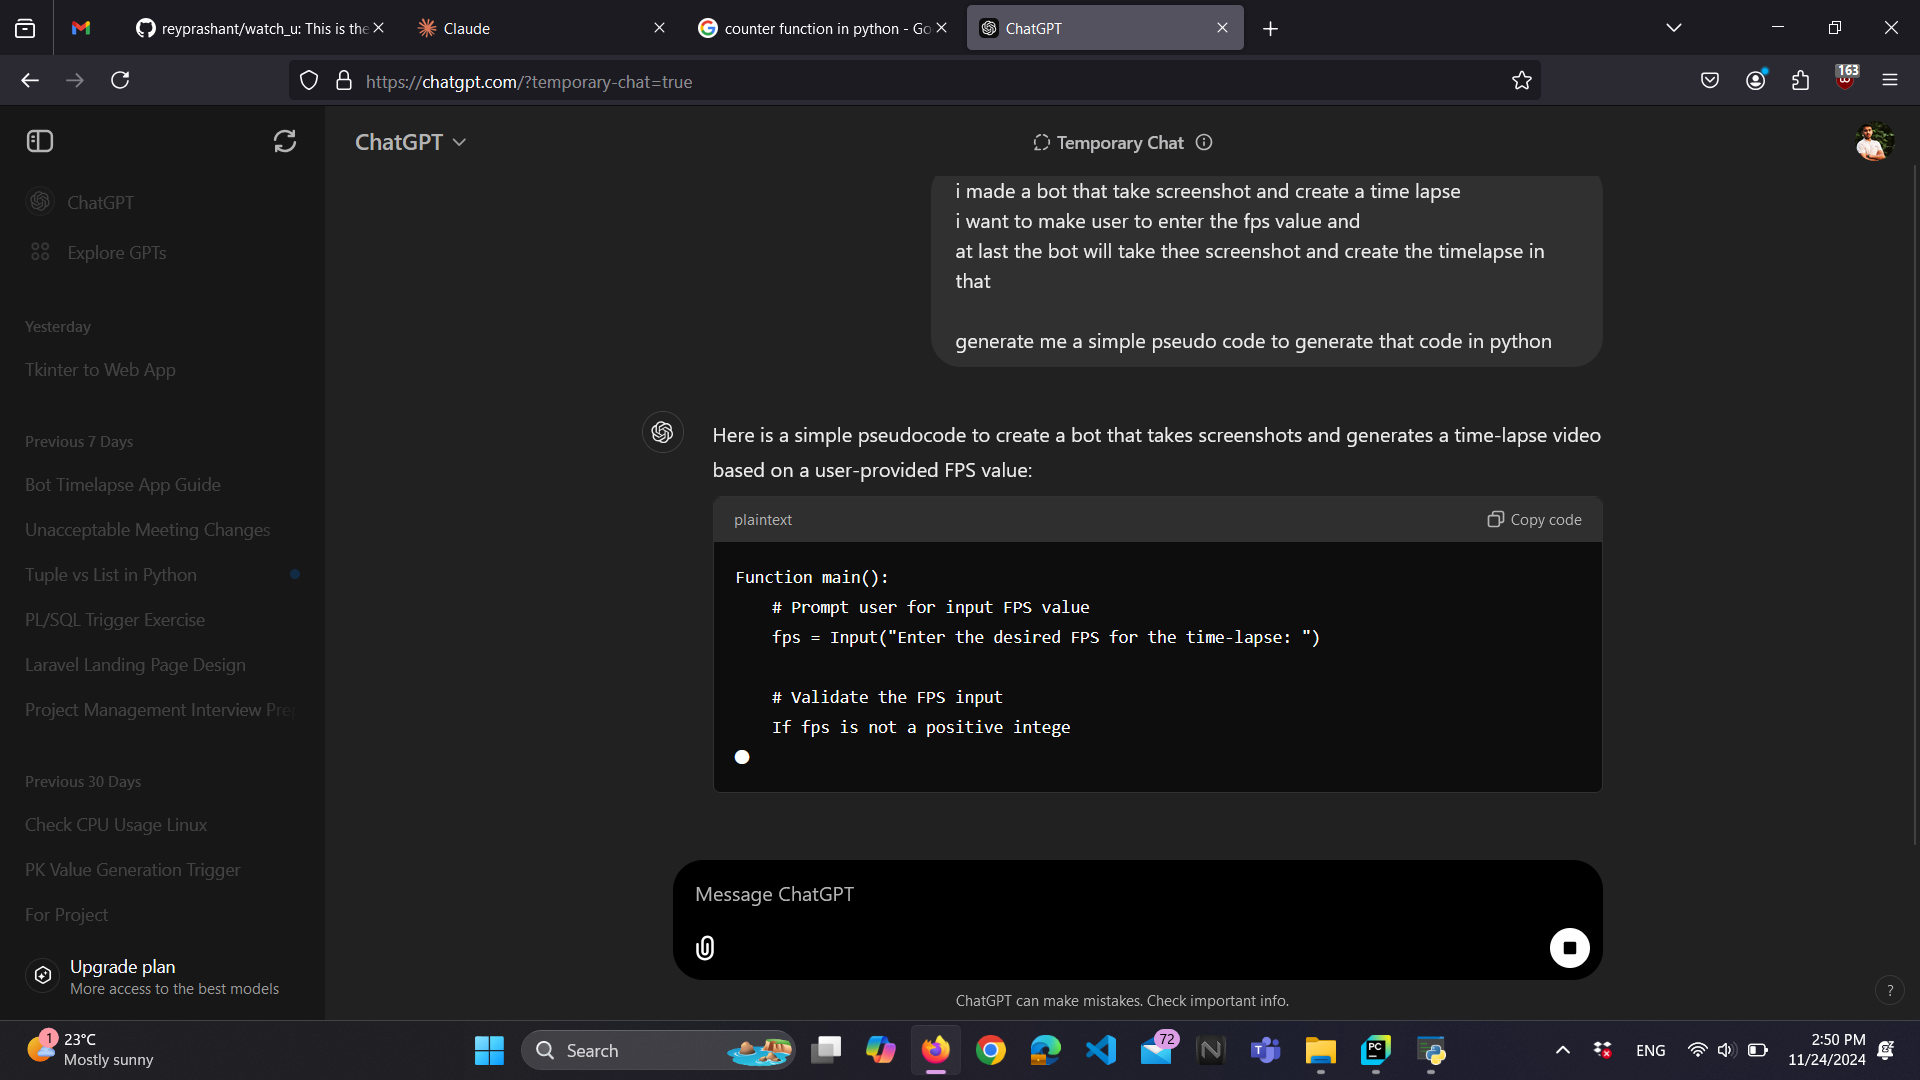 reyprashant/watch_u: This is the
Claude
counter function in python - Go
ChatGPT
https://chatgpt.com/?temporary-chat=true
163
ChatGPT
Explore GPTs
Yesterday
Tkinter to Web App
Previous 7 Days
Bot Timelapse App Guide
Unacceptable Meeting Changes
Tuple vs List in Python
PL/SQL Trigger Exercise
Laravel Landing Page Design
Project Management Interview Prep
Previous 30 Days
Check CPU Usage Linux
PK Value Generation Trigger
For Project
Upgrade plan
More access to the best models
ChatGPT
Temporary Chat
i made a bot that take screenshot and create a time lapse
i want to make user to enter the fps value and
at last the bot will take thee screenshot and create the timelapse in
that
generate me a simple pseudo code to generate that code in python
Here is a simple pseudocode to create a bot that takes screenshots and generates a time-lapse video
based on a user-provided FPS value:
plaintext
Copy code
Function main():
# Prompt user for input FPS value
fps = Input("Enter the desired FPS for the time-lapse: ")
# Validate the FPS input
If fps is not a positive intege
Message ChatGPT
ChatGPT can make mistakes. Check important info.
?
1
23°C
Mostly sunny
Search
72
N
T
PC
ENG
2:50 PM
11/24/2024